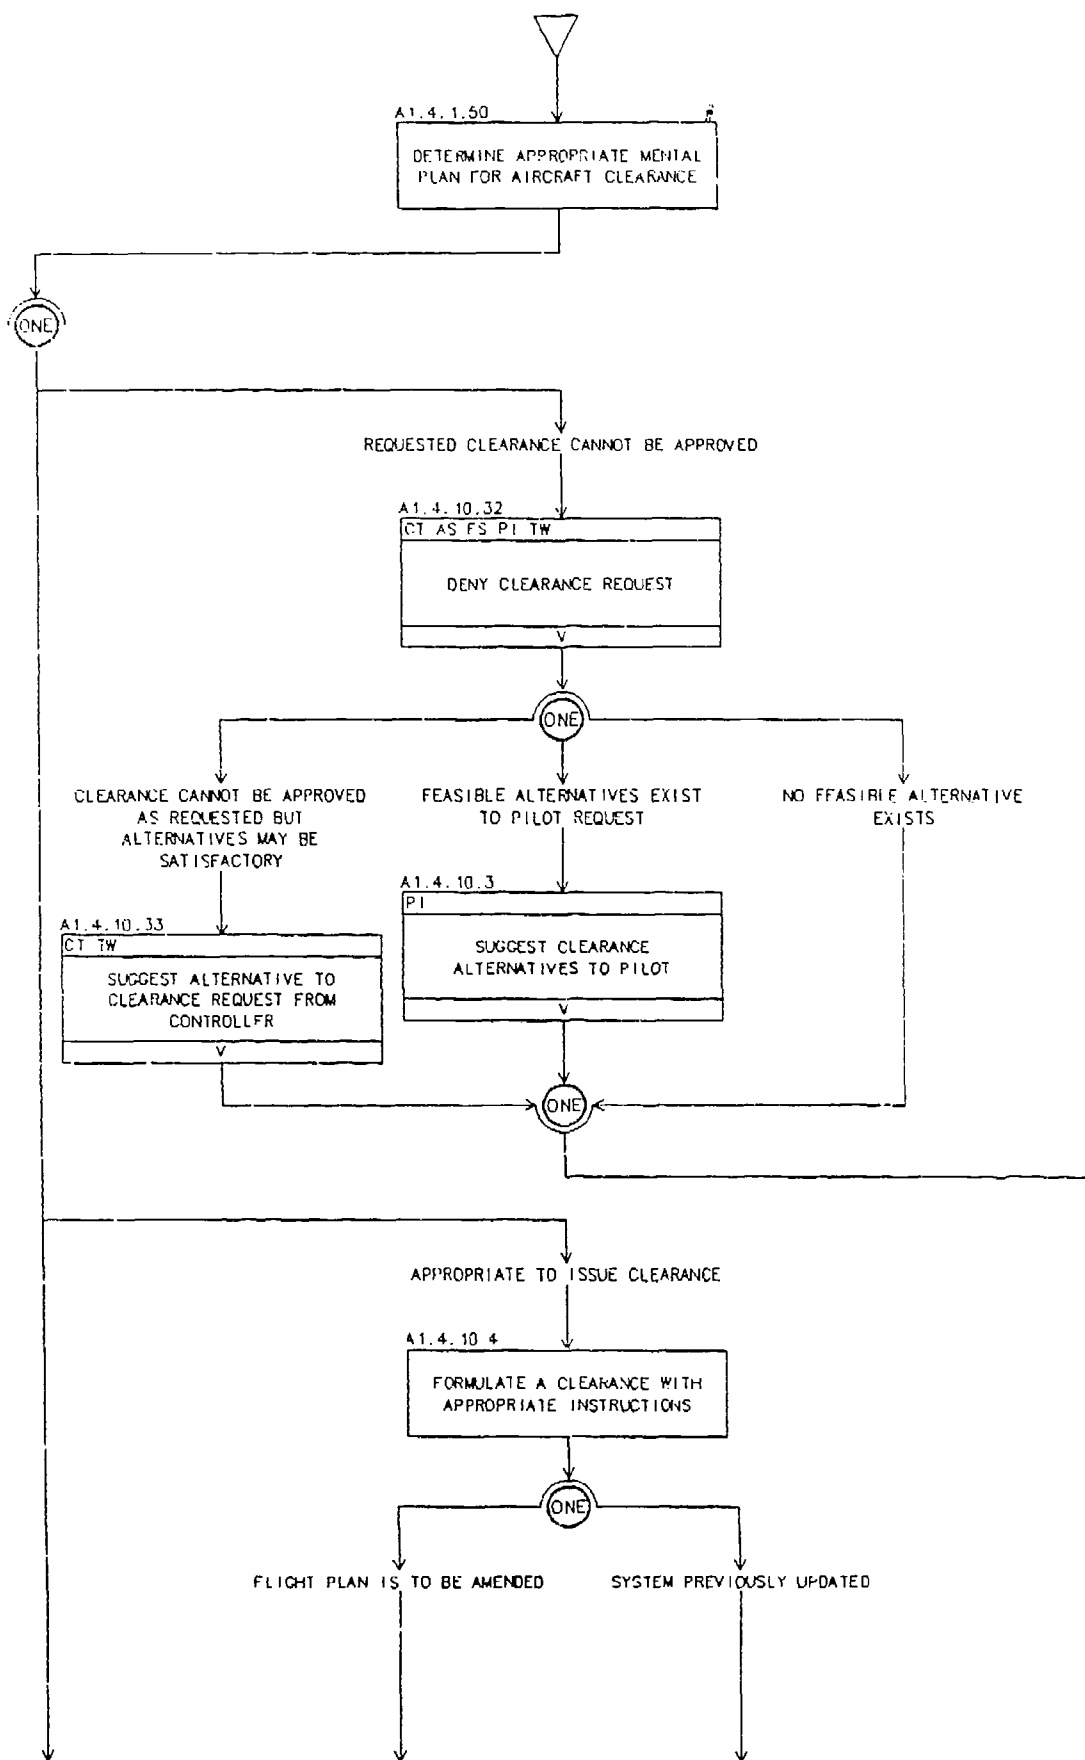 A1.4.1.50
DETERMINE APPROPRIATE MENTAL
PLAN FOR AIRCRAFT CLEARANCE
ONE
REQUESTED CLEARANCE CANNOT BE APPROVED
A1.4.10.32
CT AS FS PI TW
DENY CLEARANCE REQUEST
V
ONE
CLEARANCE CANNOT BE APPROVED
AS REQUESTED BUT
ALTERNATIVES MAY BE
SATISFACTORY
FEASIBLE ALTERNATIVES EXIST
TO PILOT REQUEST
NO FEASIBLE ALTERNATIVE
EXISTS
A1.4.10.33
CT TW
SUGGEST ALTERNATIVE TO
CLEARANCE REQUEST FROM
CONTROLLER
V
A1.4.10.3
PI
SUGGEST CLEARANCE
ALTERNATIVES TO PILOT
V
ONE
APPROPRIATE TO ISSUE CLEARANCE
A1.4.10 4
FORMULATE A CLEARANCE WITH
APPROPRIATE INSTRUCTIONS
ONE
FLIGHT PLAN IS TO BE AMENDED
SYSTEM PREVIOUSLY UPDATED